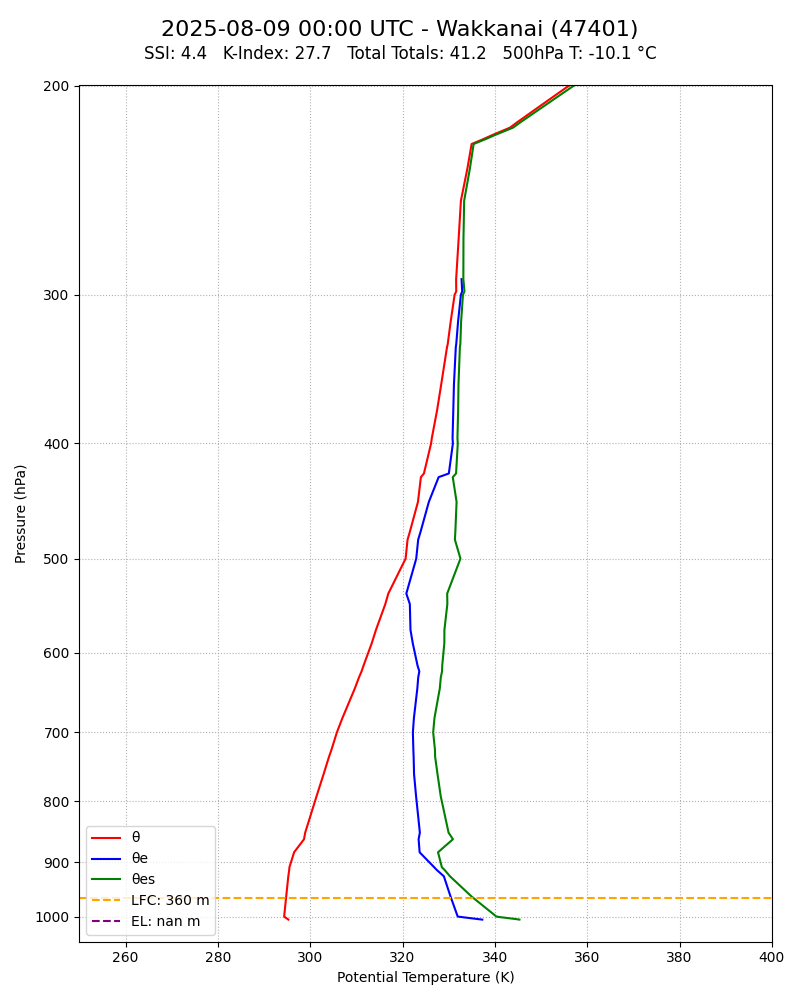 2025-08-09 00:00 UTC - Wakkanai (47401)
SSI: 4.4   K-Index: 27.7   Total Totals: 41.2   500hPa T: -10.1 °C
200
300
400
500
600
700
800
900
1000
Pressure (hPa)
θ
θe
θes
LFC: 360 m
EL: nan m
260 280 300 320 340 360 380 400
Potential Temperature (K)